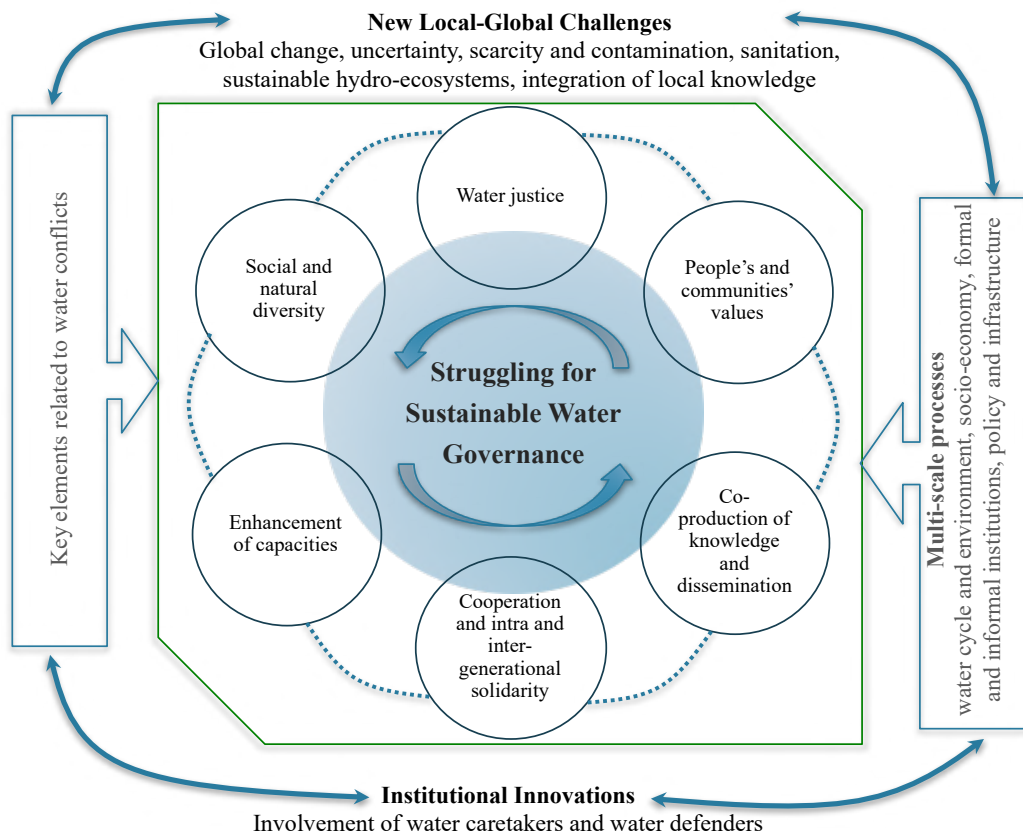 New Local-Global Challenges
Global change, uncertainty, scarcity and contamination, sanitation,
sustainable hydro-ecosystems, integration of local knowledge
Key elements related to water conflicts
Water justice
Social and
natural
diversity
People’s and
communities’
values
Struggling for
Sustainable Water
Governance
Enhancement
of capacities
Co-
production of
knowledge
and
dissemination
Cooperation
and intra and
inter-
generational
solidarity
Multi-scale processes
water cycle and environment, socio-economy, formal
and informal institutions, policy and infrastructure
Institutional Innovations
Involvement of water caretakers and water defenders